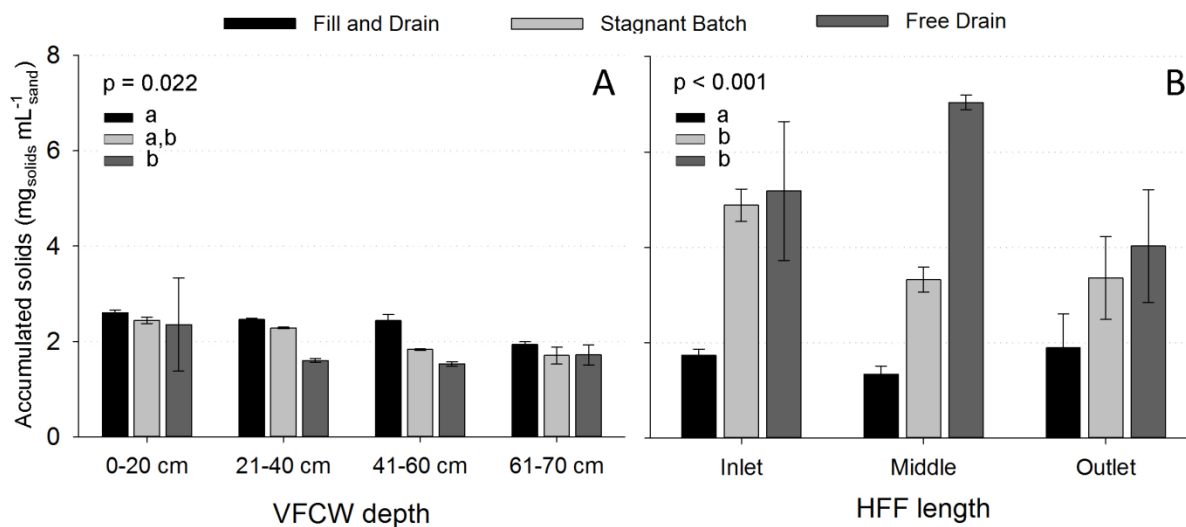 Fill and Drain Stagnant Batch Free Drain
Accumulated solids (mg_solids mL⁻¹_sand)
8
6
4
2
0
p = 0.022
a
a,b
b
A
0-20 cm 21-40 cm 41-60 cm 61-70 cm
VFCW depth
p < 0.001
a
b
b
B
Inlet Middle Outlet
HFF length